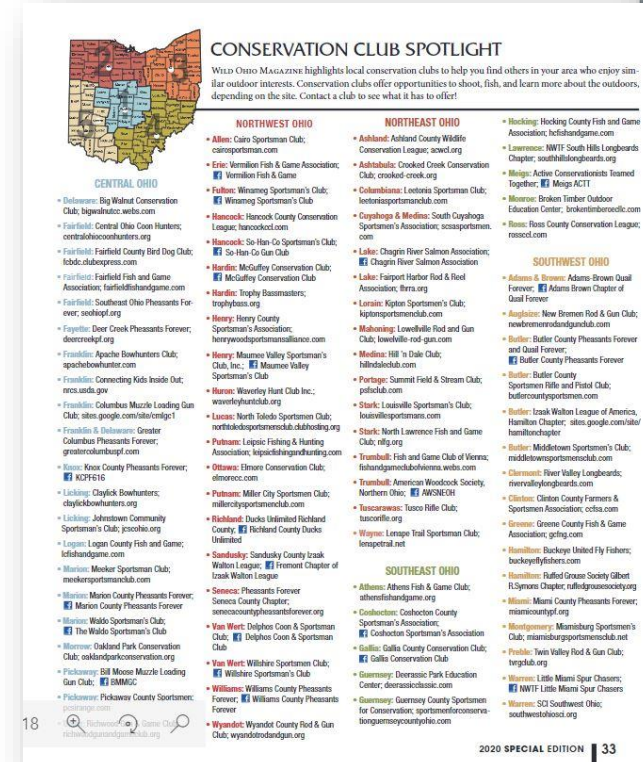 CONSERVATION CLUB SPOTLIGHT
WILD OHIO MAGAZINE highlights local conservation clubs to help you find others in your area who enjoy sim-
ilar outdoor interests. Conservation clubs offer opportunities to shoot, fish, and learn more about the outdoors,
depending on the site. Contact a club to see what it has to offer!
2
3
1
5
4
CENTRAL OHIO
• Delaware: Big Walnut Conservation
Club; bigwalnutcc.webs.com
• Fairfield: Central Ohio Coon Hunters;
centralohiocoonhunters.org
• Fairfield: Fairfield County Bird Dog Club;
fcbdc.clubexpress.com
• Fairfield: Fairfield Fish and Game
Association; fairfieldfishandgame.com
• Fairfield: Southeast Ohio Pheasants For-
ever; seohiopf.org
• Fayette: Deer Creek Pheasants Forever;
deercreekpf.org
• Franklin: Apache Bowhunters Club;
apachebowhunter.com
• Franklin: Connecting Kids Inside Out;
nrcs.usda.gov
• Franklin: Columbus Muzzle Loading Gun
Club; sites.google.com/site/cmlgc1
• Franklin & Delaware: Greater
Columbus Pheasants Forever;
greatercolumbuspf.com
• Knox: Knox County Pheasants Forever;
KCPF616
• Licking: Claylick Bowhunters;
claylickbowhunters.org
• Licking: Johnstown Community
Sportsman's Club; jcsoohio.org
• Logan: Logan County Fish and Game;
lcfishandgame.com
• Marion: Meeker Sportsman Club;
meekersportsmanclub.com
• Marion: Marion County Pheasants Forever;
Marion County Pheasants Forever
• Marion: Waldo Sportsman's Club;
The Waldo Sportsman's Club
• Morrow: Oakland Park Conservation
Club; oaklandparkconservation.org
• Pickaway: Bill Moose Muzzle Loading
Gun Club; BMMGC
• Pickaway: Pickaway County Sportsmen;
pcsirange.com
Richwood Game Club;
richwoodgunandgameclub.org
NORTHWEST OHIO
• Allen: Cairo Sportsman Club;
cairosportsman.com
• Erie: Vermilion Fish & Game Association;
Vermilion Fish & Game
• Fulton: Winameg Sportsman's Club;
Winameg Sportsman's Club
• Hancock: Hancock County Conservation
League; hancockccl.com
• Hancock: So-Han-Co Sportsman's Club;
So-Han-Co Gun Club
• Hardin: McGuffey Conservation Club;
McGuffey Conservation Club
• Hardin: Trophy Bassmasters;
trophybass.org
• Henry: Henry County
Sportsman's Association;
henrywoodsportsmansalliance.com
• Henry: Maumee Valley Sportsman's
Club, Inc.; Maumee Valley
Sportsman's Club
• Huron: Waverley Hunt Club Inc.;
waverleyhuntclub.org
• Lucas: North Toledo Sportsmen Club;
northtoledosportsmenclub.clubhosting.org
• Putnam: Leipsic Fishing & Hunting
Association; leipsicfishingandhunting.com
• Ottawa: Elmore Conservation Club;
elmorecc.com
• Putnam: Miller City Sportsmen Club;
millercitysportsmenclub.com
• Richland: Ducks Unlimited Richland
County; Richland County Ducks
Unlimited
• Sandusky: Sandusky County Izaak
Walton League; Fremont Chapter of
Izaak Walton League
• Seneca: Pheasants Forever
Seneca County Chapter;
senecacountypheasantsforever.org
• Van Wert: Delphos Coon & Sportsman
Club; Delphos Coon & Sportsman
Club
• Van Wert: Willshire Sportsmen Club;
Willshire Sportsman's Club
• Williams: Williams County Pheasants
Forever; Williams County Pheasants
Forever
• Wyandot: Wyandot County Rod & Gun
Club; wyandotrodandgun.org
NORTHEAST OHIO
• Ashland: Ashland County Wildlife
Conservation League; acwcl.org
• Ashtabula: Crooked Creek Conservation
Club; crooked-creek.org
• Columbiana: Leetonia Sportsman Club;
leetoniasportsmanclub.com
• Cuyahoga & Medina: South Cuyahoga
Sportsmen's Association; scsasportsmen.
com
• Lake: Chagrin River Salmon Association;
Chagrin River Salmon Association
• Lake: Fairport Harbor Rod & Reel
Association; fhrra.org
• Lorain: Kipton Sportsmen's Club;
kiptonsportsmenclub.com
• Mahoning: Lowellville Rod and Gun
Club; lowelville-rod-gun.com
• Medina: Hill 'n Dale Club;
hillndaleclub.com
• Portage: Summit Field & Stream Club;
psfsclub.com
• Stark: Louisville Sportsman's Club;
louisvillesportsmans.com
• Stark: North Lawrence Fish and Game
Club; nlfg.org
• Trumbull: Fish and Game Club of Vienna;
fishandgameclubofvienna.webs.com
• Trumbull: American Woodcock Society,
Northern Ohio; AWSNEOH
• Tuscarawas: Tusco Rifle Club;
tuscorifle.org
• Wayne: Lenape Trail Sportsman Club;
lenapetrail.net
SOUTHEAST OHIO
• Athens: Athens Fish & Game Club;
athensfishandgame.org
• Coshocton: Coshocton County
Sportsman's Association;
Coshocton Sportsman's Association
• Gallia: Gallia County Conservation Club;
Gallia Conservation Club
• Guernsey: Deerassic Park Education
Center; deerassicclassic.com
• Guernsey: Guernsey County Sportsmen
for Conservation; sportsmenforconserva-
tionguernseycountyohio.com
• Hocking: Hocking County Fish and Game
Association; hcfishandgame.com
• Lawrence: NWTF South Hills Longbeards
Chapter; southhillslongbeards.org
• Meigs: Active Conservationists Teamed
Together; Meigs ACTT
• Monroe: Broken Timber Outdoor
Education Center; brokentimberoedlc.com
• Ross: Ross County Conservation League;
rossccl.com
SOUTHWEST OHIO
• Adams & Brown: Adams-Brown Quail
Forever; Adams Brown Chapter of
Quail Forever
• Auglaize: New Bremen Rod & Gun Club;
newbremenrodandgunclub.com
• Butler: Butler County Pheasants Forever
and Quail Forever;
Butler County Pheasants Forever
• Butler: Butler County
Sportsmen Rifle and Pistol Club;
butlercountysportsmen.com
• Butler: Izaak Walton League of America,
Hamilton Chapter; sites.google.com/site/
hamiltonchapter
• Butler: Middletown Sportsmen's Club;
middletownsportsmensclub.com
• Clermont: River Valley Longbeards;
rivervalleylongbeards.com
• Clinton: Clinton County Farmers &
Sportsmen Association; ccfsa.com
• Greene: Greene County Fish & Game
Association; gcfng.com
• Hamilton: Buckeye United Fly Fishers;
buckeyeflyfishers.com
• Hamilton: Ruffed Grouse Society Gilbert
R.Symons Chapter; ruffedgrousesociety.org
• Miami: Miami County Pheasants Forever;
miamicountypf.org
• Montgomery: Miamisburg Sportsmen's
Club; miamisburgsportsmensclub.net
• Preble: Twin Valley Rod & Gun Club;
tvrgclub.org
• Warren: Little Miami Spur Chasers;
NWTF Little Miami Spur Chasers
• Warren: SCI Southwest Ohio;
southwestohiosci.org
18
2020 SPECIAL EDITION 33